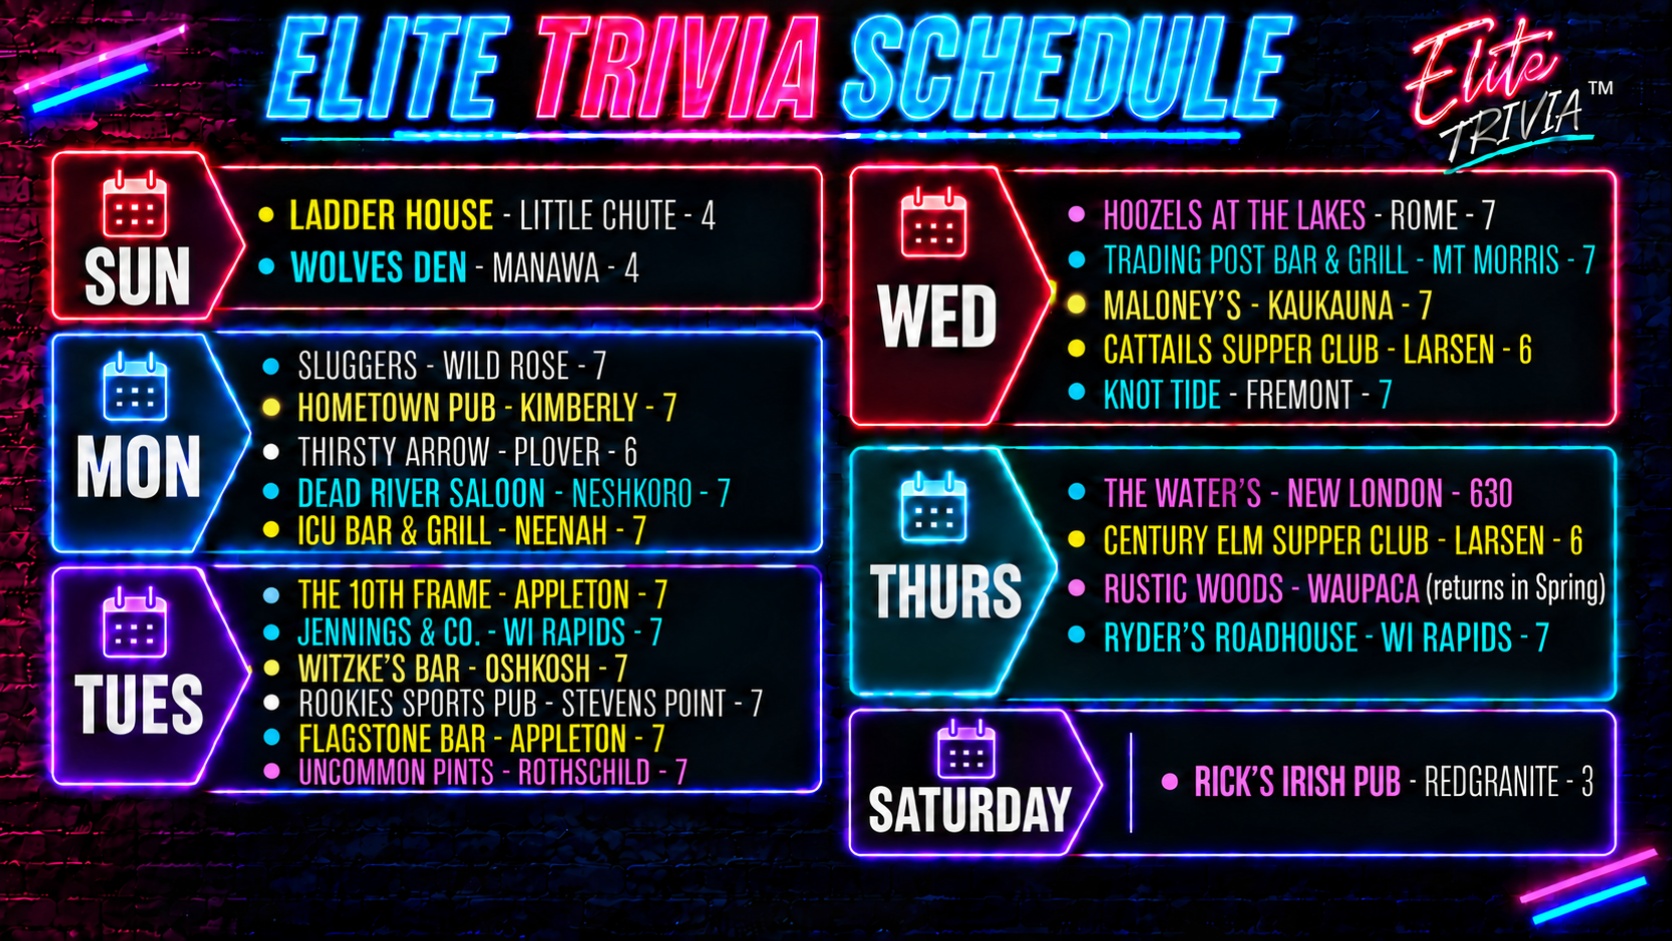 ELITE TRIVIA SCHEDULE
Elite
TRIVIA™
SUN
LADDER HOUSE - LITTLE CHUTE - 4
WOLVES DEN - MANAWA - 4
MON
SLUGGERS - WILD ROSE - 7
HOMETOWN PUB - KIMBERLY - 7
THIRSTY ARROW - PLOVER - 6
DEAD RIVER SALOON - NESHKORO - 7
ICU BAR & GRILL - NEENAH - 7
TUES
THE 10TH FRAME - APPLETON - 7
JENNINGS & CO. - WI RAPIDS - 7
WITZKE'S BAR - OSHKOSH - 7
ROOKIES SPORTS PUB - STEVENS POINT - 7
FLAGSTONE BAR - APPLETON - 7
UNCOMMON PINTS - ROTHSCHILD - 7
WED
HOOZELS AT THE LAKES - ROME - 7
TRADING POST BAR & GRILL - MT MORRIS - 7
MALONEY'S - KAUKAUNA - 7
CATTAILS SUPPER CLUB - LARSEN - 6
KNOT TIDE - FREMONT - 7
THURS
THE WATER'S - NEW LONDON - 630
CENTURY ELM SUPPER CLUB - LARSEN - 6
RUSTIC WOODS - WAUPACA (returns in Spring)
RYDER'S ROADHOUSE - WI RAPIDS - 7
SATURDAY
RICK'S IRISH PUB - REDGRANITE - 3